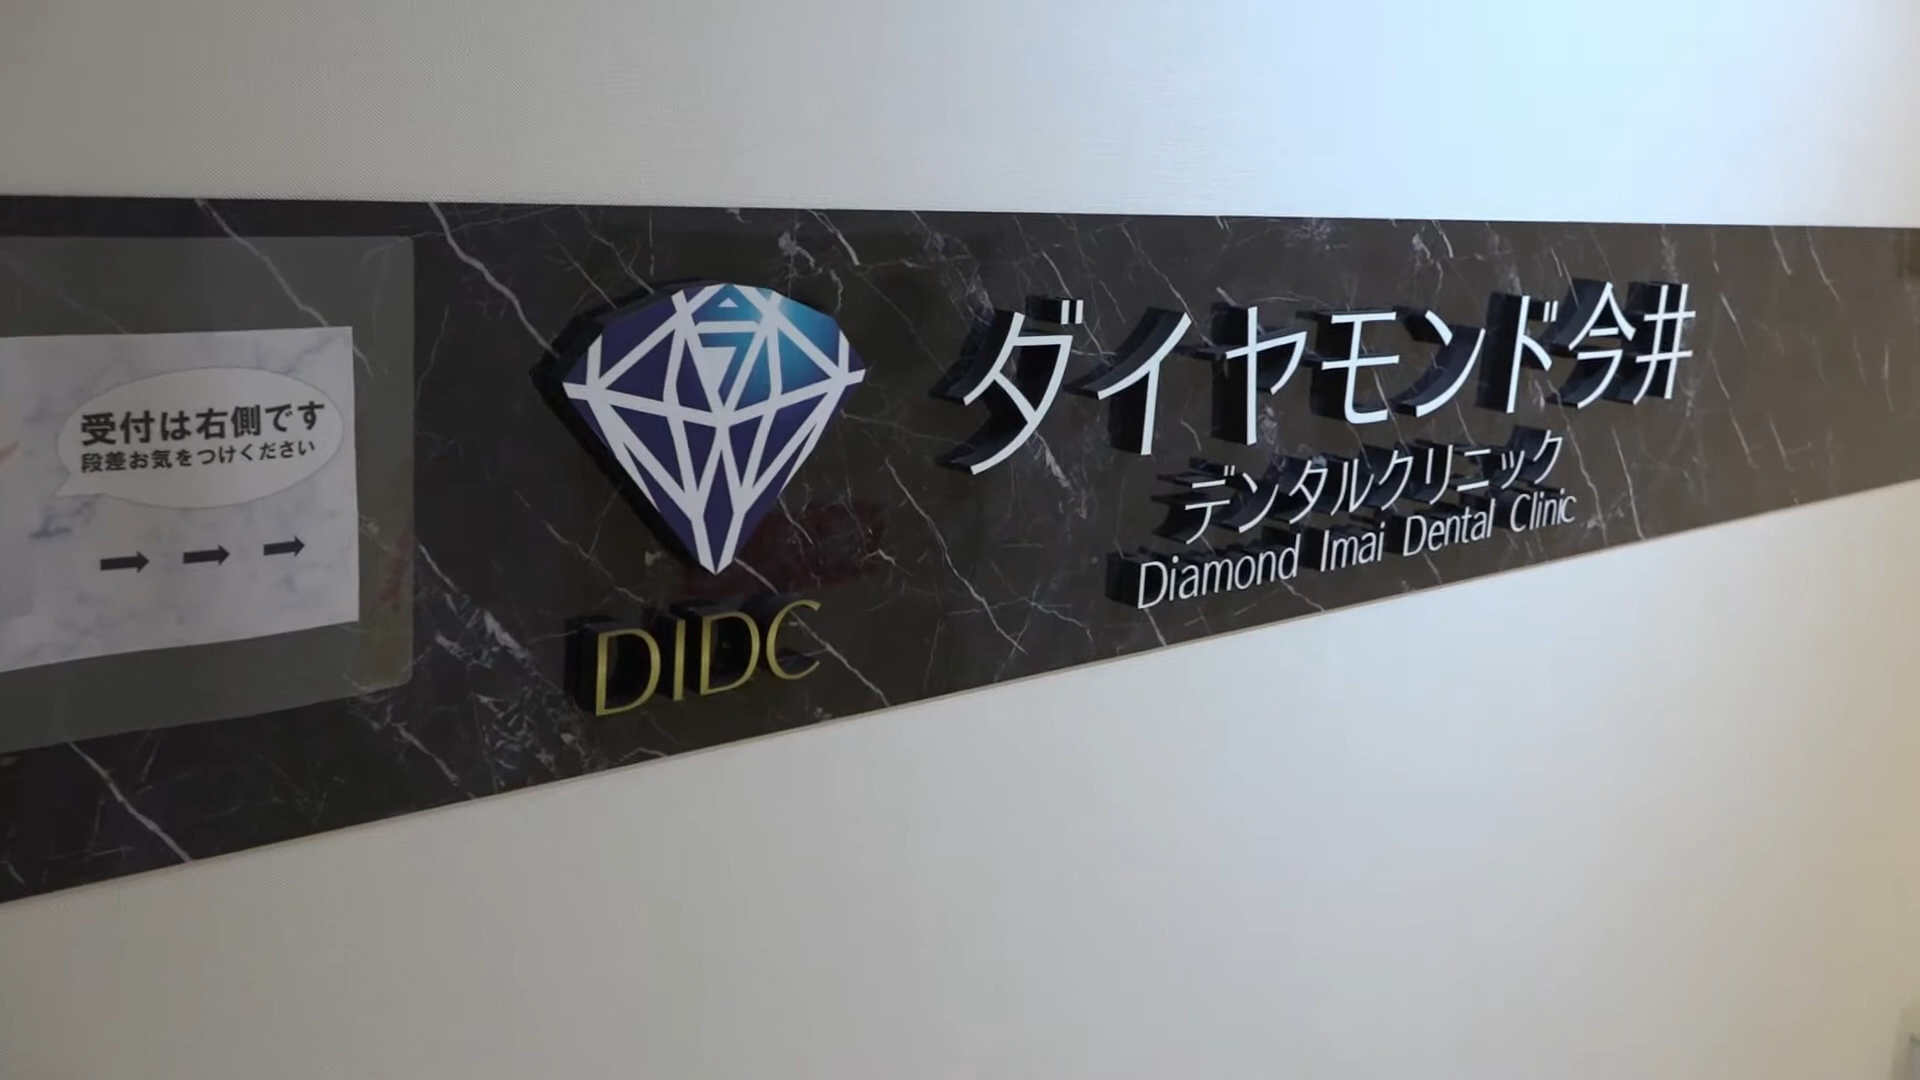 受付は右側です
段差お気をつけください
DIDC
ダイヤモンド今井
デンタルクリニック
Diamond Imai Dental Clinic